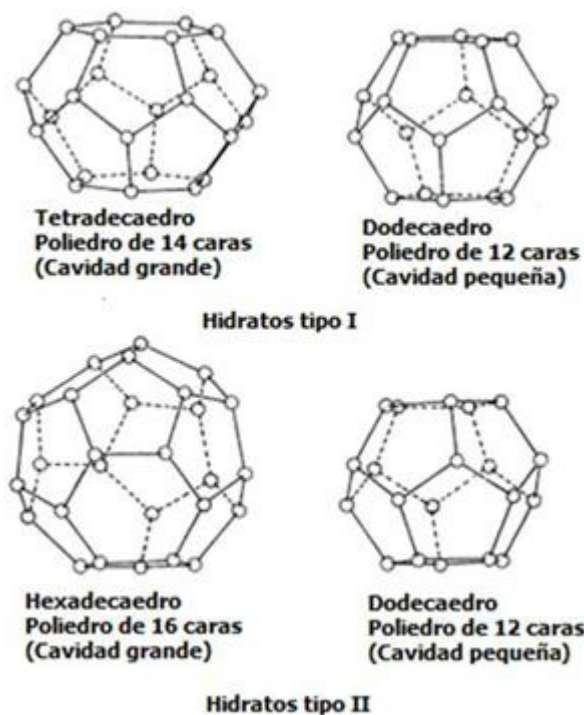 Tetradecaedro
Poliedro de 14 caras
(Cavidad grande)
Dodecaedro
Poliedro de 12 caras
(Cavidad pequeña)
Hidratos tipo I
Hexadecaedro
Poliedro de 16 caras
(Cavidad grande)
Dodecaedro
Poliedro de 12 caras
(Cavidad pequeña)
Hidratos tipo II